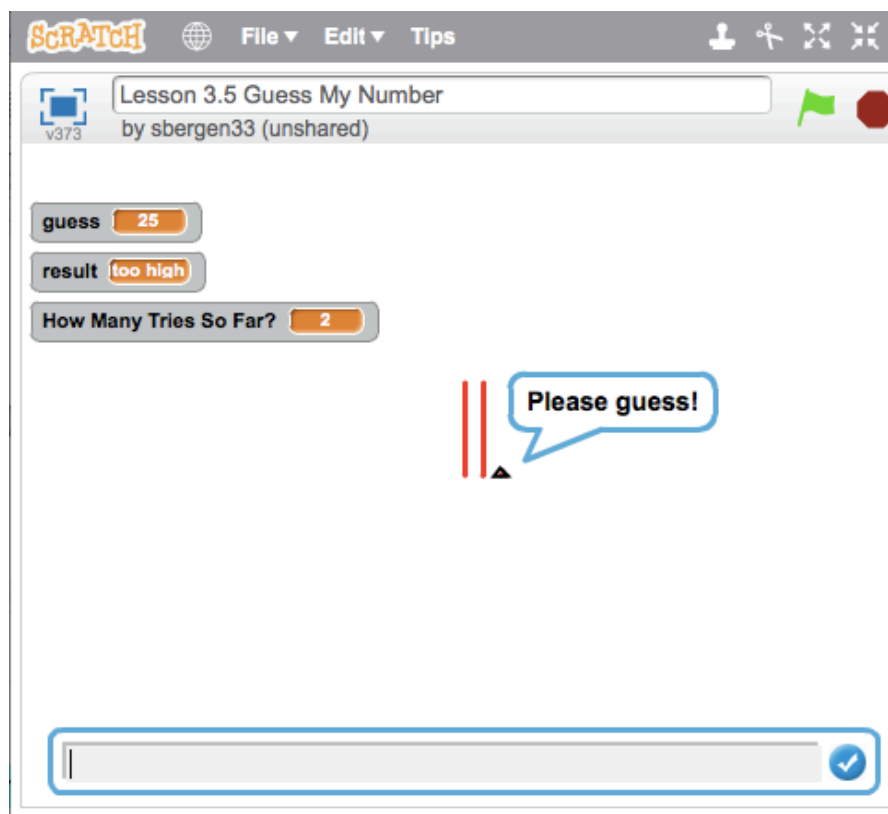 SCRATCH File Edit Tips
Lesson 3.5 Guess My Number
v373 by sbergen33 (unshared)
guess 25
result too high
How Many Tries So Far? 2
Please guess!